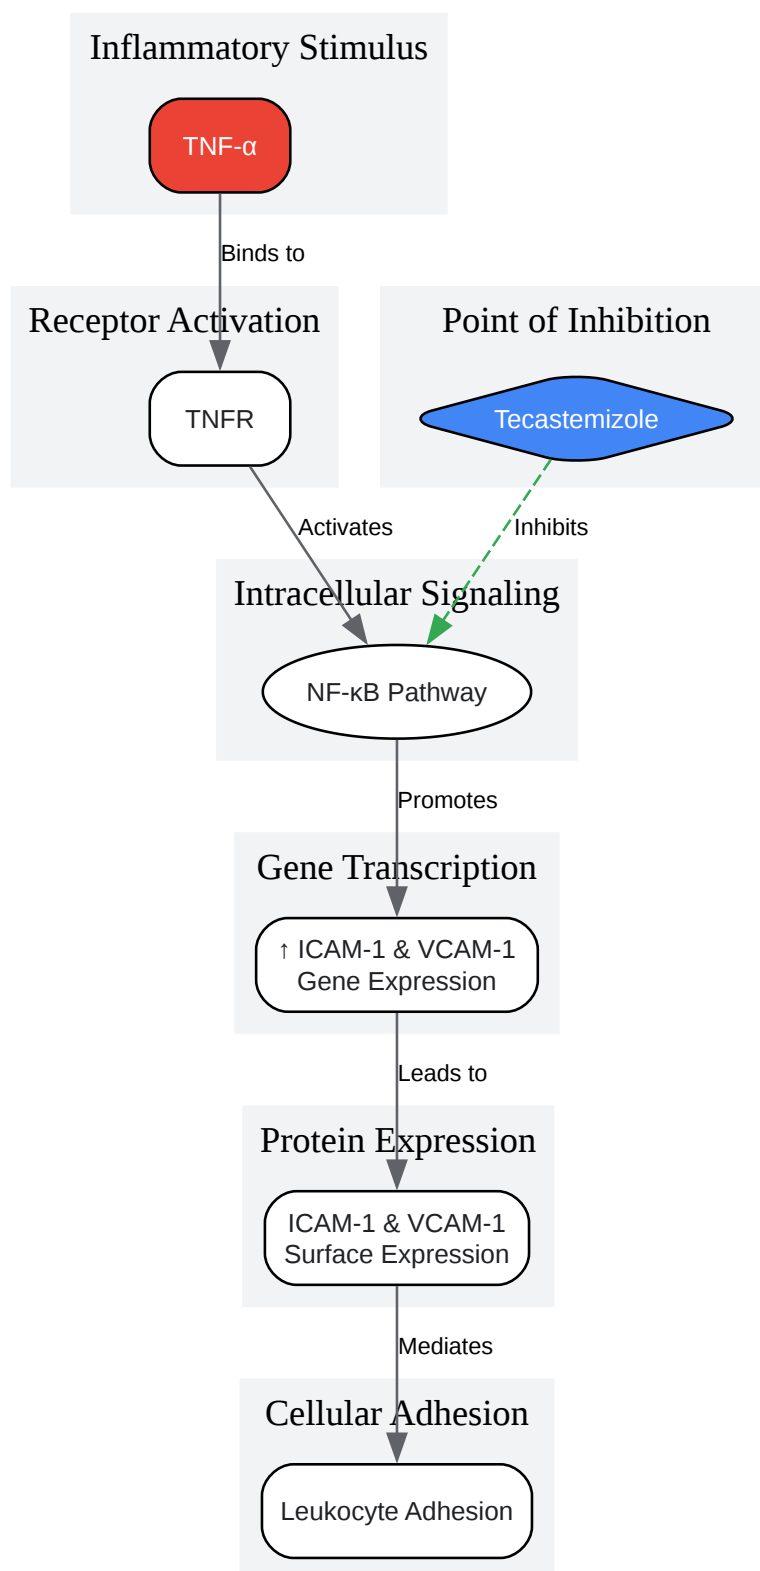 Inflammatory Stimulus
TNF-α
Binds to
Receptor Activation
Point of Inhibition
TNFR
Tecastemizole
Activates
Inhibits
Intracellular Signaling
NF-κB Pathway
Promotes
Gene Transcription
↑ ICAM-1 & VCAM-1
Gene Expression
Leads to
Protein Expression
ICAM-1 & VCAM-1
Surface Expression
Mediates
Cellular Adhesion
Leukocyte Adhesion